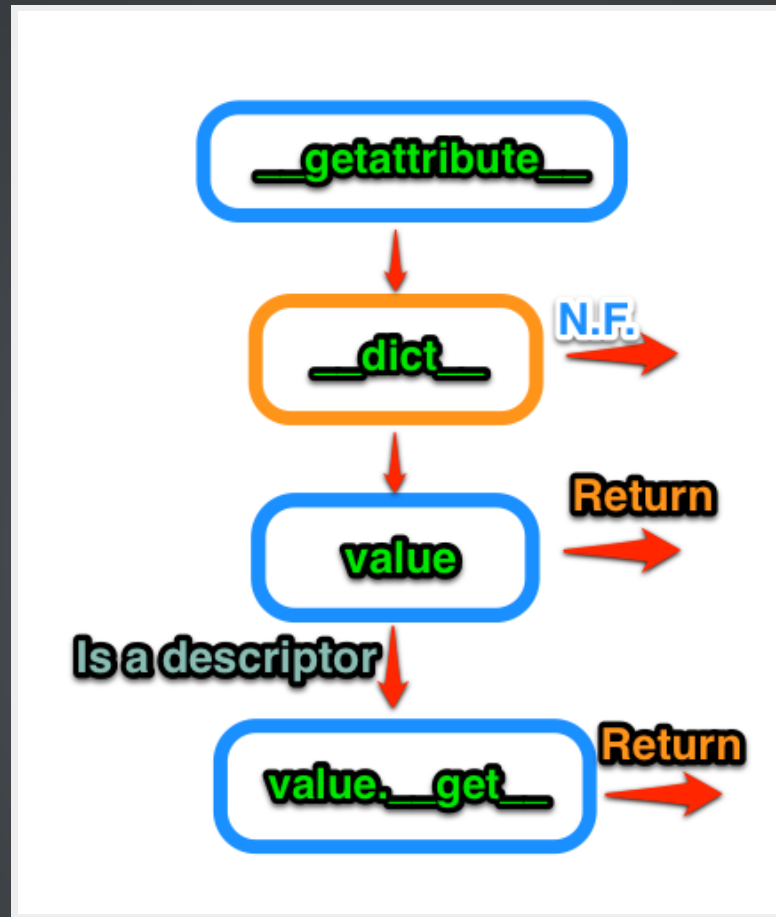 __getattribute__
__dict__
N.F.
value
Return
Is a descriptor
value.__get__
Return